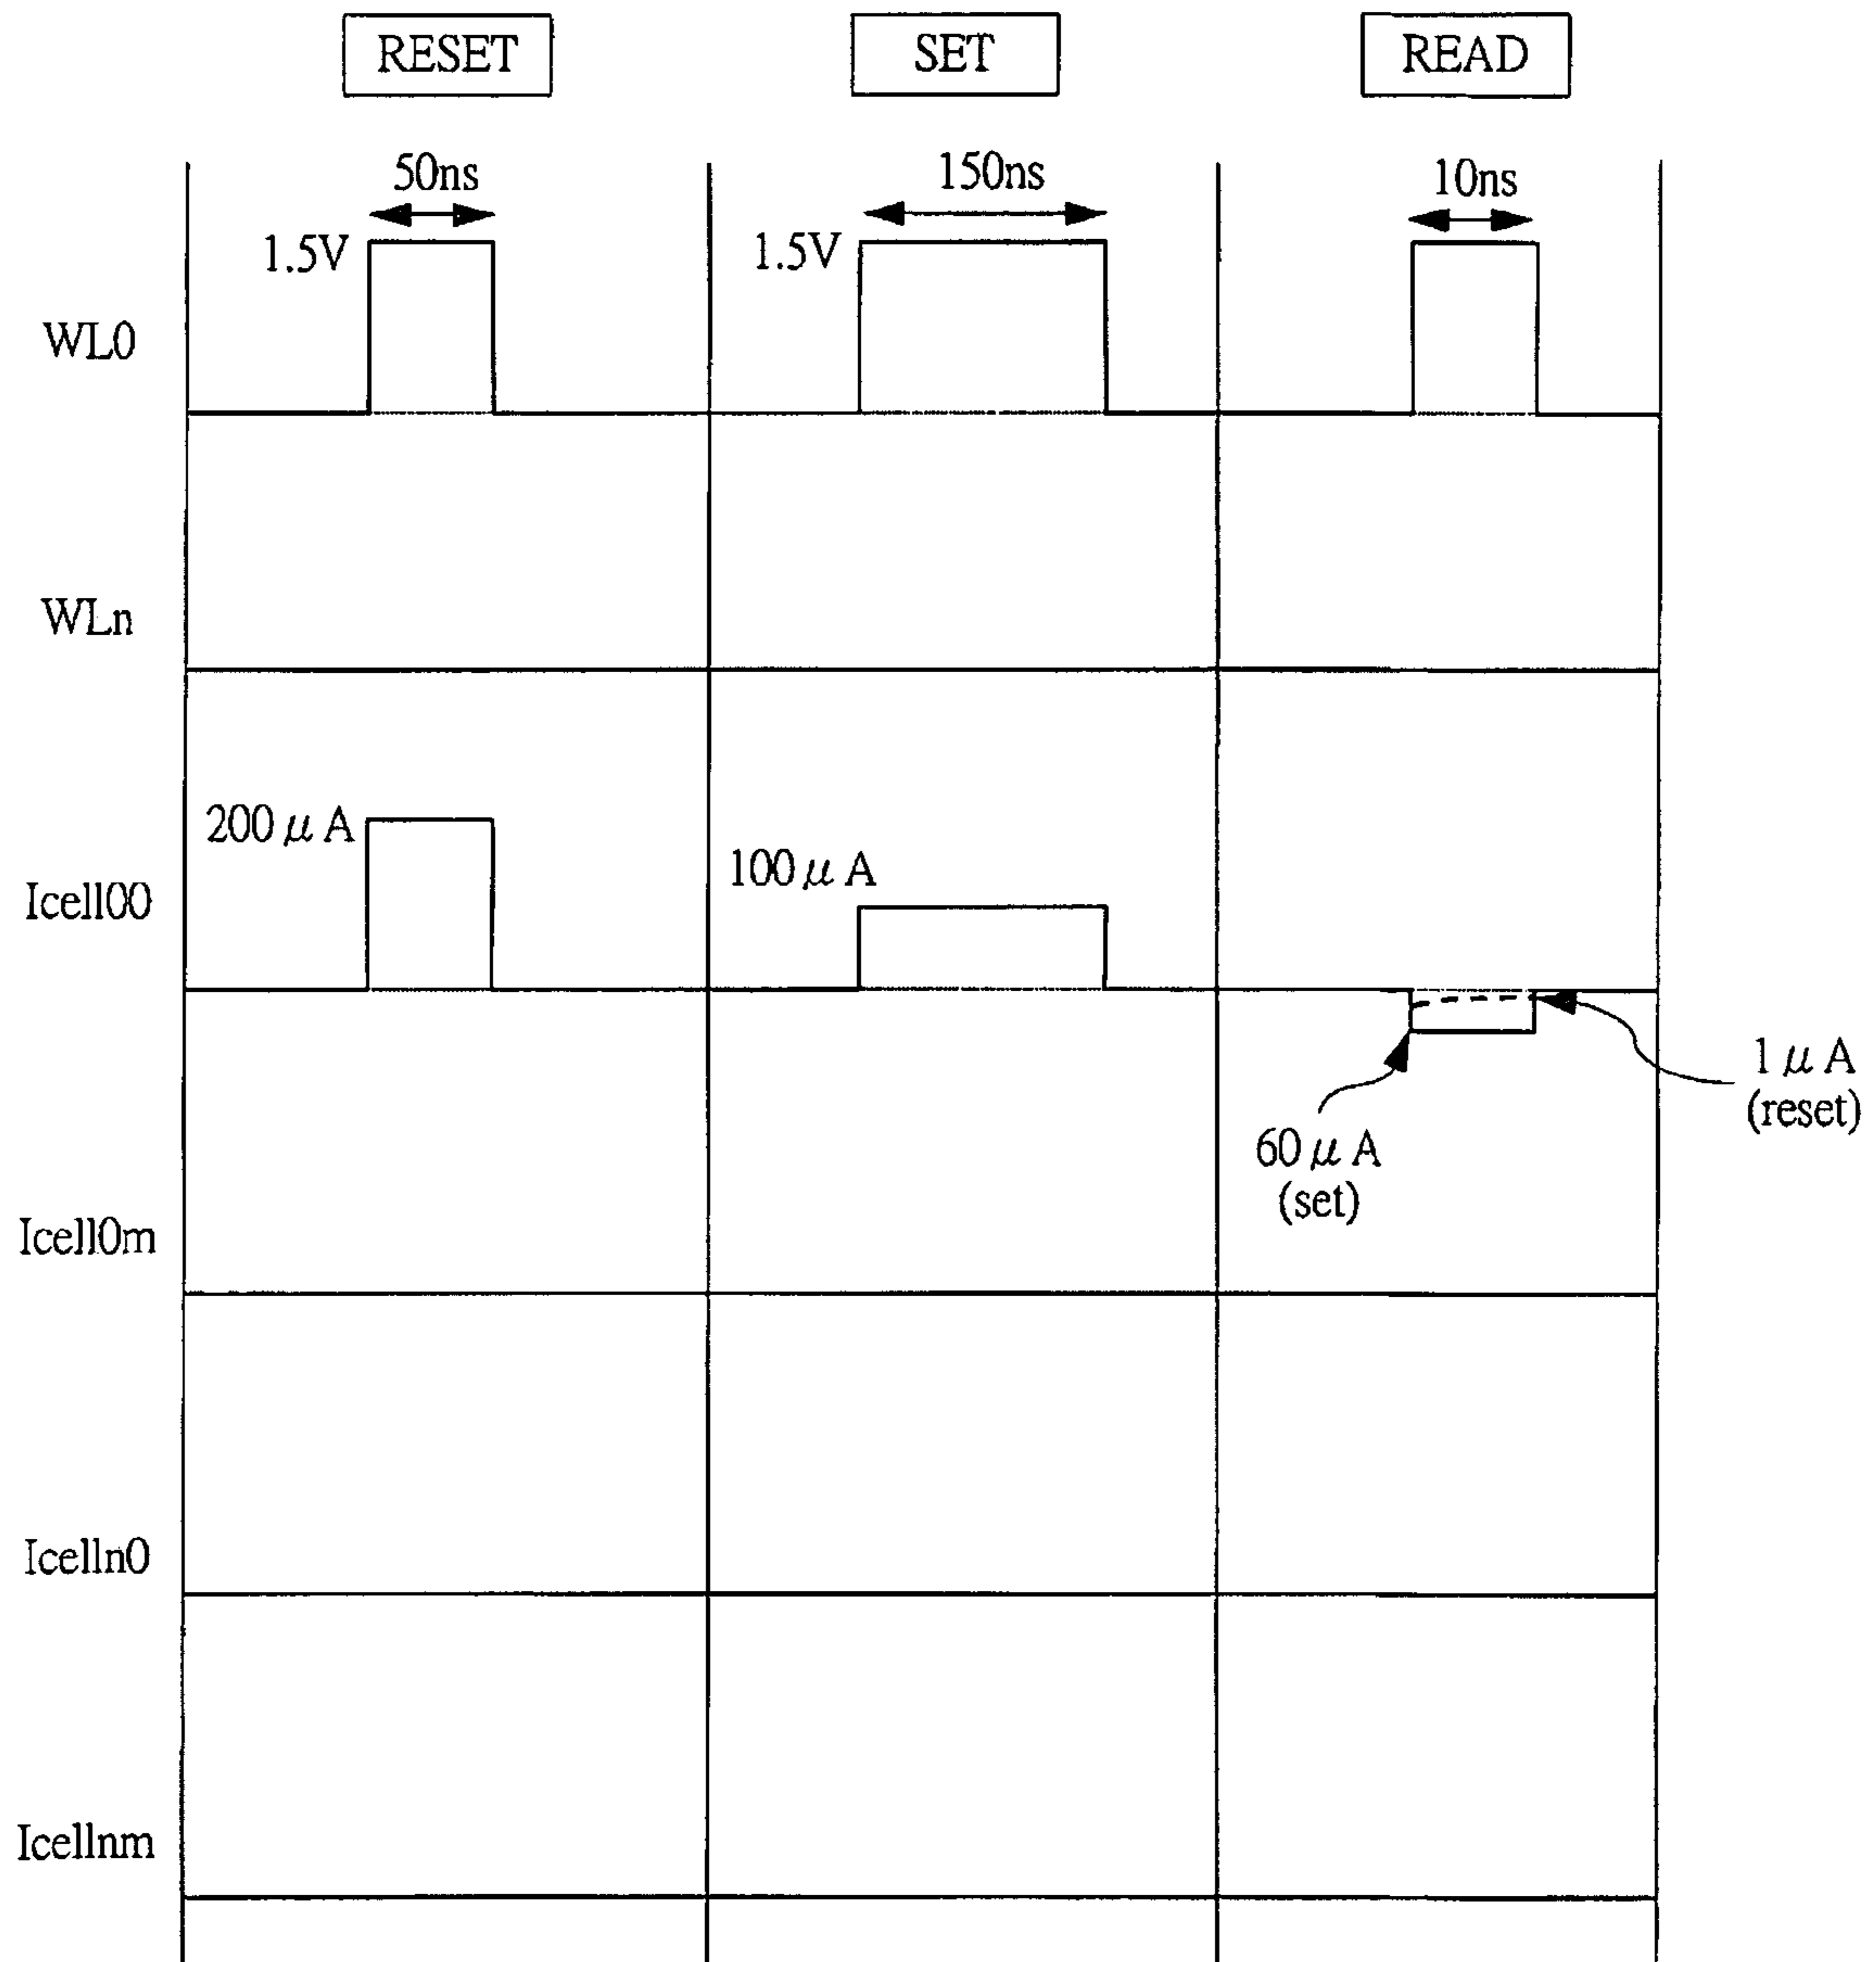 RESET
SET
READ
50ns
150ns
10ns
1.5V
1.5V
WL0
WLn
200 μ A
100 μ A
Icell00
1 μ A
(reset)
60 μ A
(set)
Icell0m
Icelln0
Icellnm